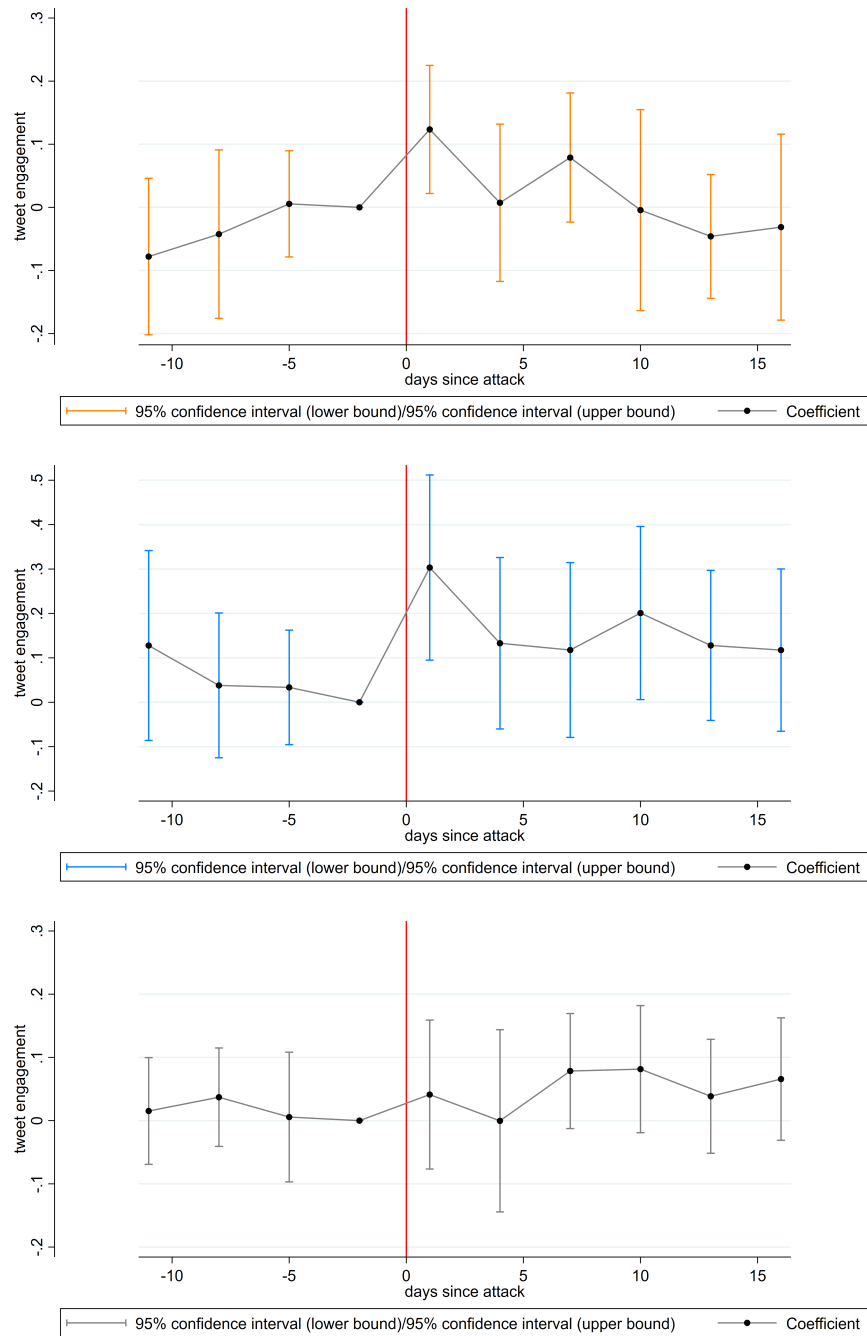 .3
.2
.1
0
-.1
-.2
tweet engagement
-10 -5 0 5 10 15
days since attack
95% confidence interval (lower bound)/95% confidence interval (upper bound) Coefficient
.5
.4
.3
.2
.1
0
-.1
-.2
tweet engagement
-10 -5 0 5 10 15
days since attack
95% confidence interval (lower bound)/95% confidence interval (upper bound) Coefficient
.3
.2
.1
0
-.1
-.2
tweet engagement
-10 -5 0 5 10 15
days since attack
95% confidence interval (lower bound)/95% confidence interval (upper bound) Coefficient